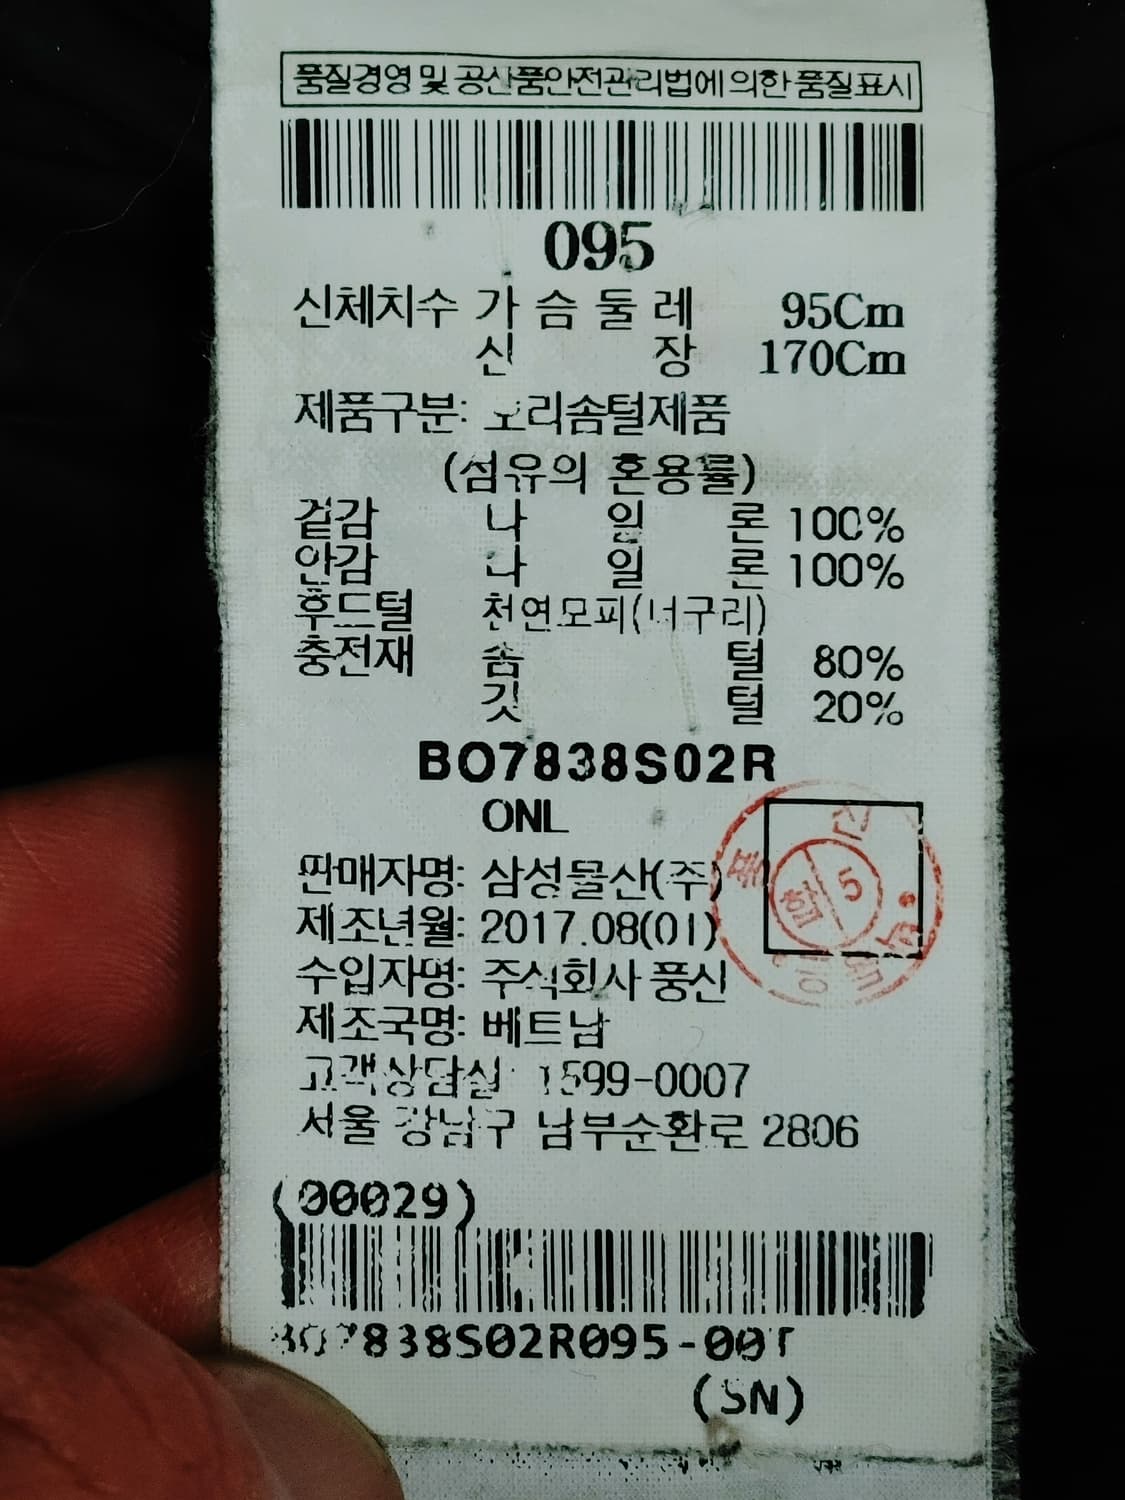 품질경영 및 공산품안전관리법에 의한 품질표시
095
신체치수 가 슴 둘 레 95Cm
신 장 170Cm
제품구분: 오리솜털제품
(섬유의 혼용률)
겉감 나 일 론 100%
안감 나 일 론 100%
후드털 천연모피(너구리)
충전재 솜 털 80%
깃 털 20%
BO7838S02R
ONL
판매자명: 삼성물산(주)
제조년월: 2017.08(01)
수입자명: 주식회사 풍신
제조국명: 베트남
고객상담실 1599-0007
서울 강남구 남부순환로 2806
풍 신
합 5
(00029)
BO7838S02R095-001
(SN)